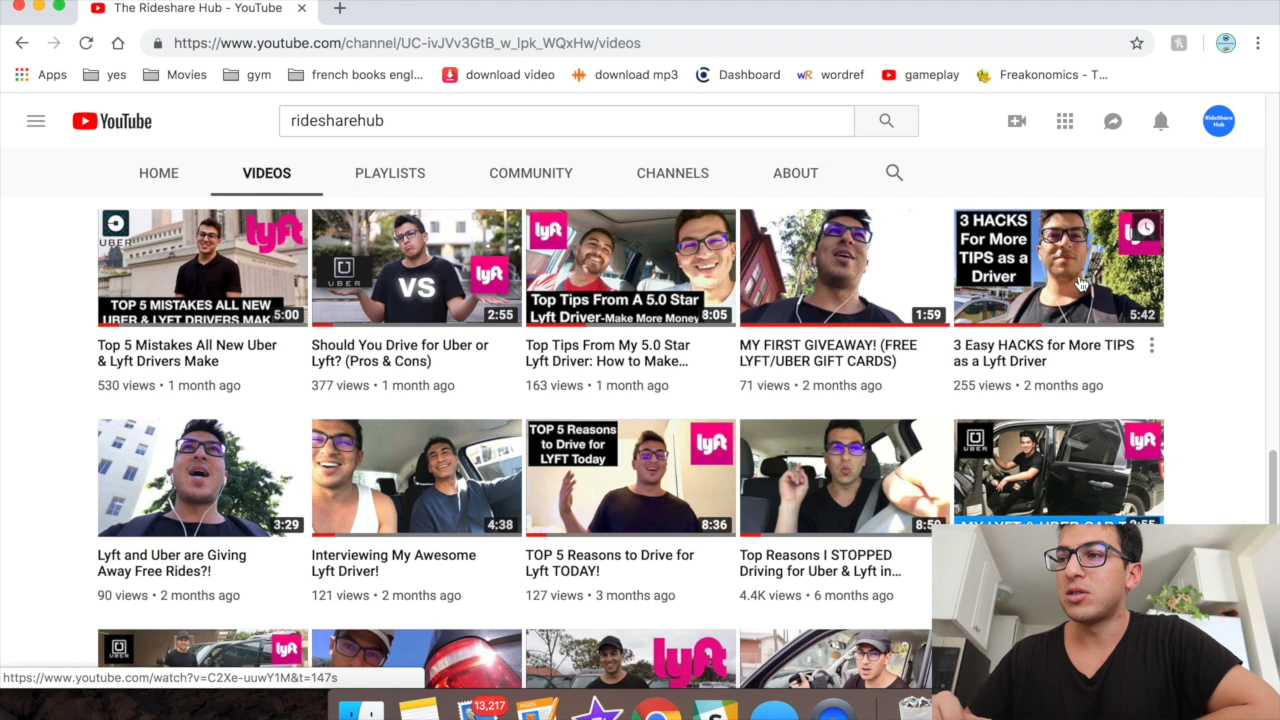 The Rideshare Hub - YouTube
https://www.youtube.com/channel/UC-ivJVv3GtB_w_lpk_WQxHw/videos
Apps yes Movies gym french books engl... download video download mp3 Dashboard wordref gameplay Freakonomics - T...
YouTube
ridesharehub
RideShare
Hub
HOME VIDEOS PLAYLISTS COMMUNITY CHANNELS ABOUT
UBER
lyft
TOP 5 MISTAKES ALL NEW
UBER & LYFT DRIVERS MAK
5:00
UBER
VS
lyft
2:55
lyft
Top Tips From A 5.0 Star
Lyft Driver-Make More Money
8:05
1:59
3 HACKS
For More
TIPS as a
Driver
5:42
Top 5 Mistakes All New Uber
& Lyft Drivers Make
530 views • 1 month ago
Should You Drive for Uber or
Lyft? (Pros & Cons)
377 views • 1 month ago
Top Tips From My 5.0 Star
Lyft Driver: How to Make...
163 views • 1 month ago
MY FIRST GIVEAWAY! (FREE
LYFT/UBER GIFT CARDS)
71 views • 2 months ago
3 Easy HACKS for More TIPS
as a Lyft Driver
255 views • 2 months ago
3:29
4:38
TOP 5 Reasons
to Drive for
LYFT Today
lyft
8:36
8:50
UBER
lyft
Lyft and Uber are Giving
Away Free Rides?!
90 views • 2 months ago
Interviewing My Awesome
Lyft Driver!
121 views • 2 months ago
TOP 5 Reasons to Drive for
Lyft TODAY!
127 views • 3 months ago
Top Reasons I STOPPED
Driving for Uber & Lyft in...
4.4K views • 6 months ago
UBER
lyft
lyft
https://www.youtube.com/watch?v=C2Xe-uuwY1M&t=147s
13,217
PAGES